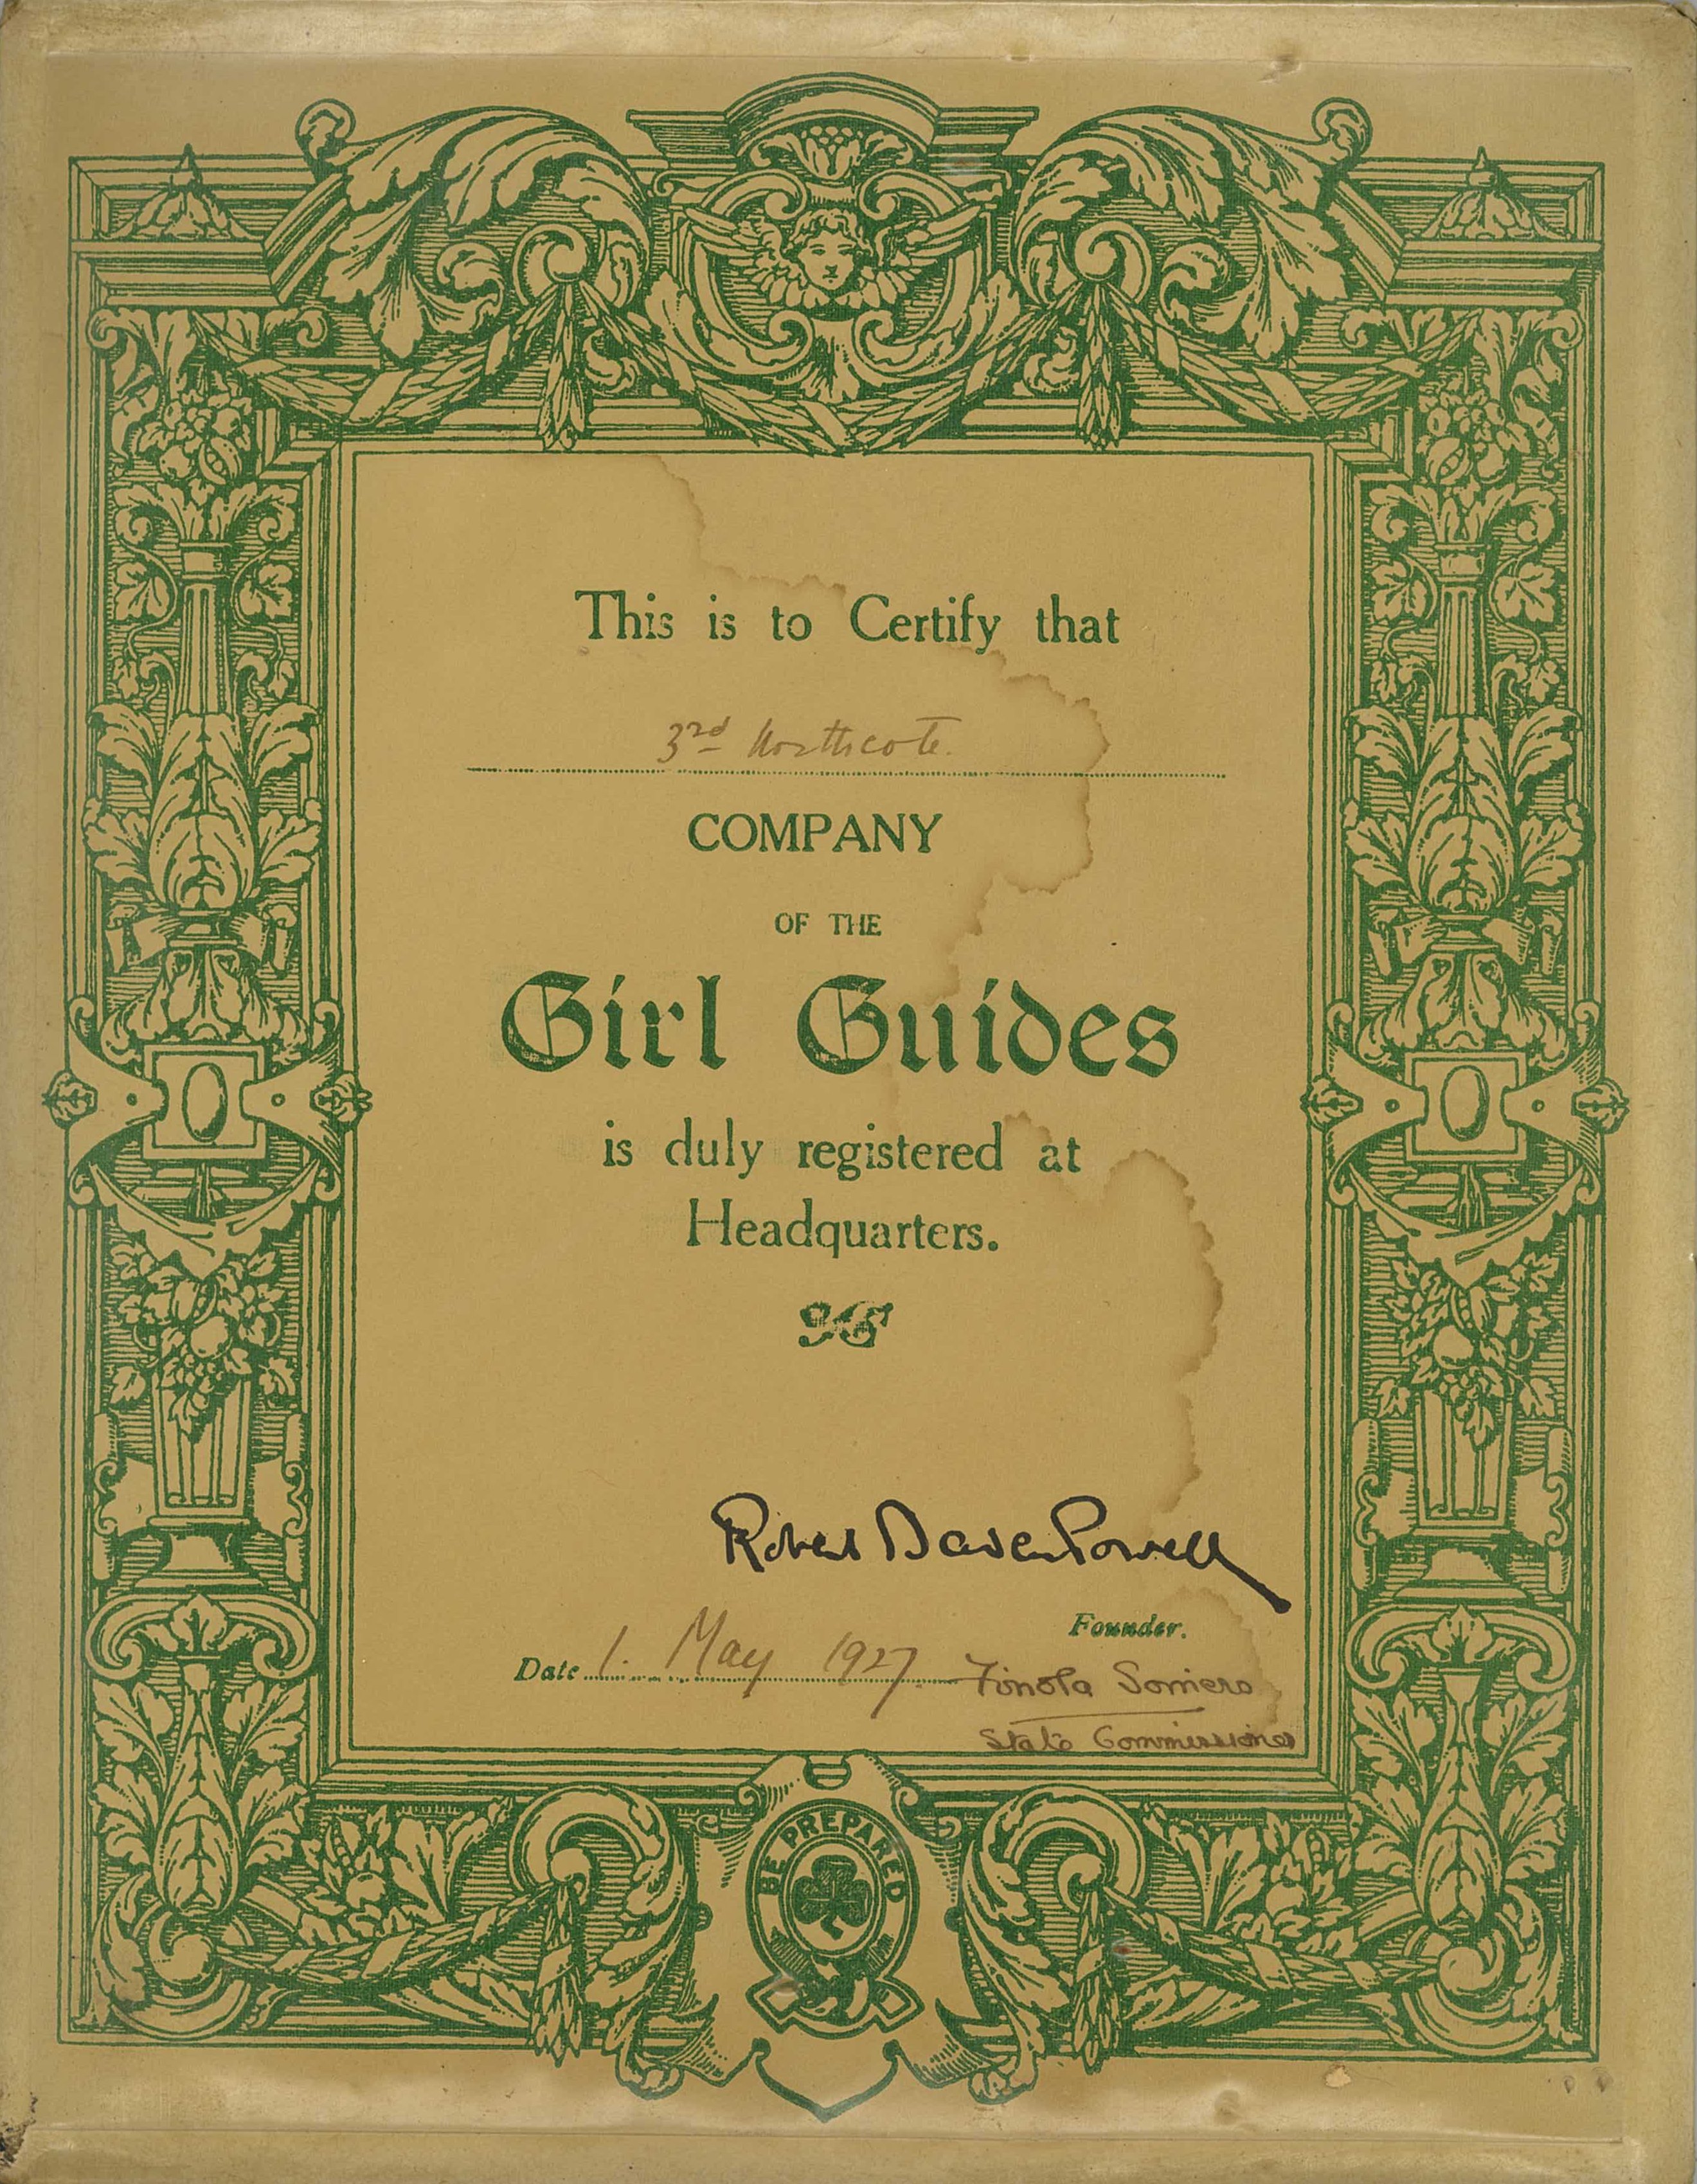 This is to Certify that
3rd Northcote.
COMPANY
OF THE
Girl Guides
is duly registered at
Headquarters.
Robert Baden Powell
Founder.
Date 1. May 1927.
Finola Somers
State Commissioner
BE PREPARED